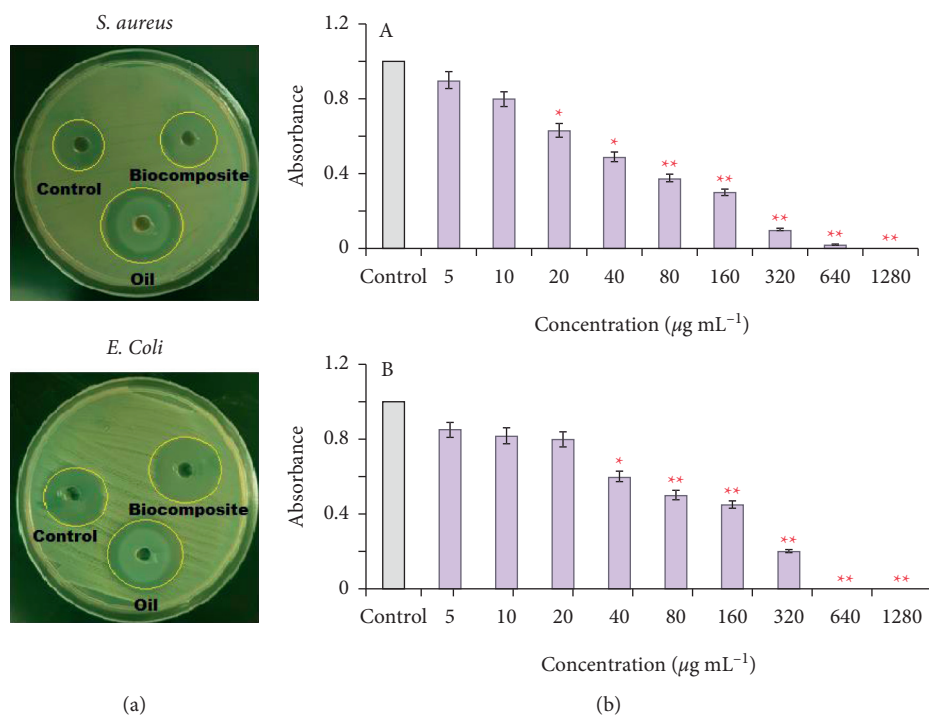 S. aureus
Control
Biocomposite
Oil
E. Coli
Control
Biocomposite
Oil
(a)
A
1.2
0.8
0.4
0
Absorbance
* * ** ** ** ** **
Control 5 10 20 40 80 160 320 640 1280
Concentration (μg mL⁻¹)
B
1.2
0.8
0.4
0
Absorbance
* ** ** ** ** **
Control 5 10 20 40 80 160 320 640 1280
Concentration (μg mL⁻¹)
(b)